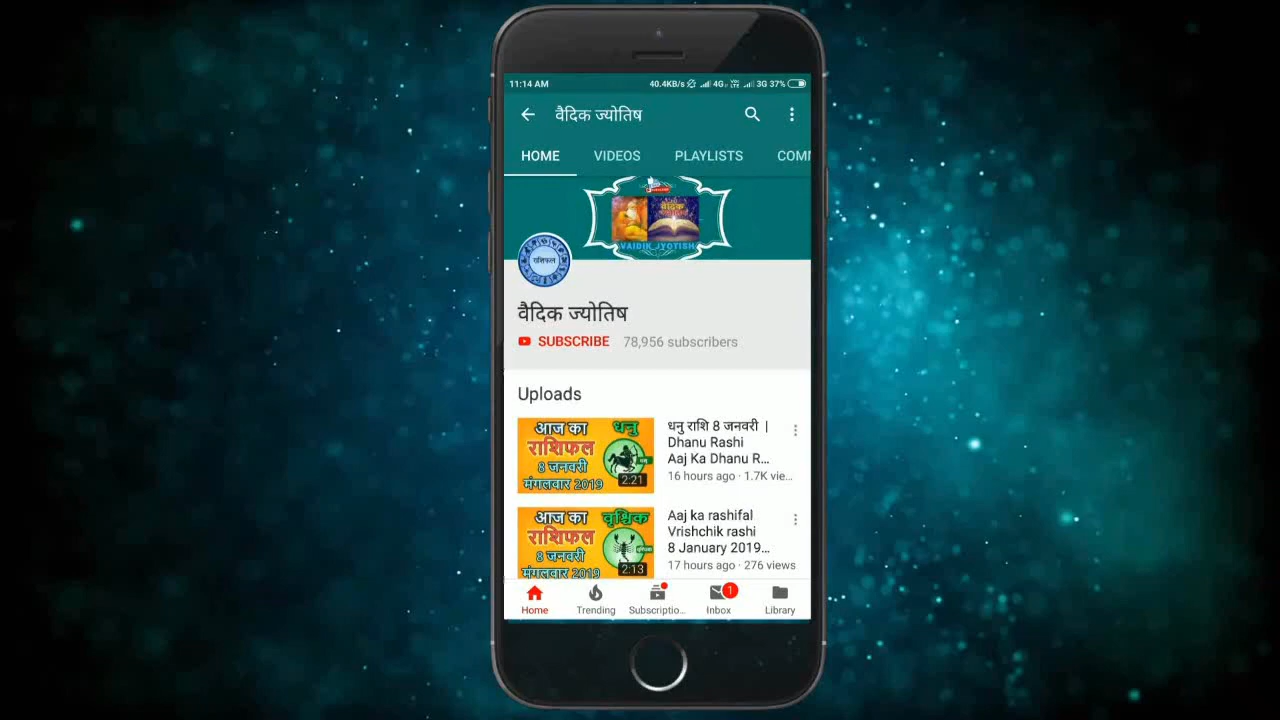 11:14 AM
40.4KB/s 4G VoLTE 3G 37%
वैदिक ज्योतिष
HOME VIDEOS PLAYLISTS COMM
वैदिक
VAIDIK JYOTISH
राशिफल
वैदिक ज्योतिष
SUBSCRIBE 78,956 subscribers
Uploads
आज का धनु
राशिफल
8 जनवरी
मंगलवार 2019
2:21
धनु राशि 8 जनवरी |
Dhanu Rashi
Aaj Ka Dhanu R...
16 hours ago · 1.7K vie...
आज का वृश्चिक
राशिफल
8 जनवरी
मंगलवार 2019
2:13
Aaj ka rashifal
Vrishchik rashi
8 January 2019...
17 hours ago · 276 views
1
Home Trending Subscriptio... Inbox Library